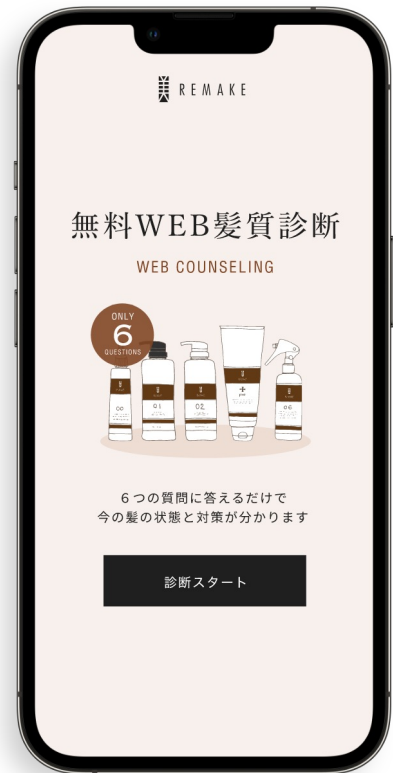 REMAKE
無料WEB髪質診断
WEB COUNSELING
ONLY
6
QUESTIONS
00
01
02
+
06
6つの質問に答えるだけで
今の髪の状態と対策が分かります
診断スタート